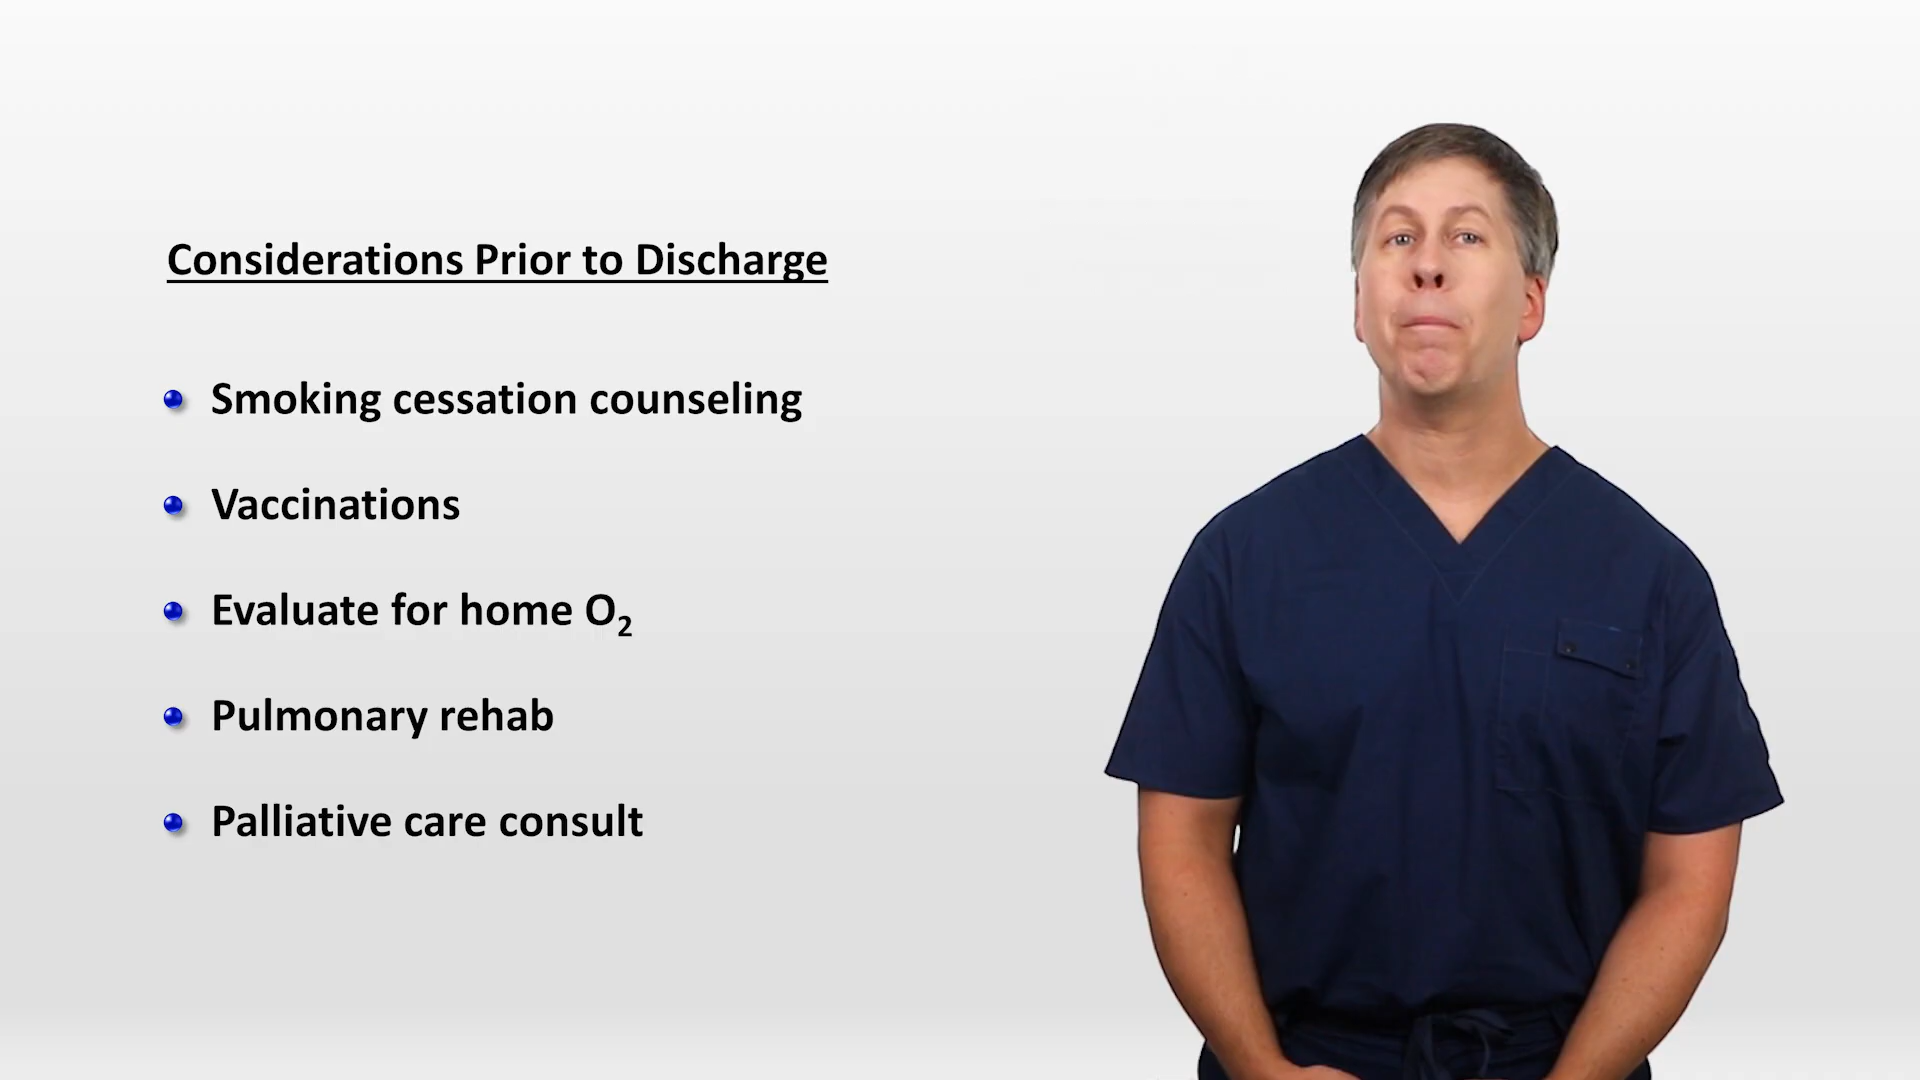 Considerations Prior to Discharge
Smoking cessation counseling
Vaccinations
Evaluate for home O₂
Pulmonary rehab
Palliative care consult